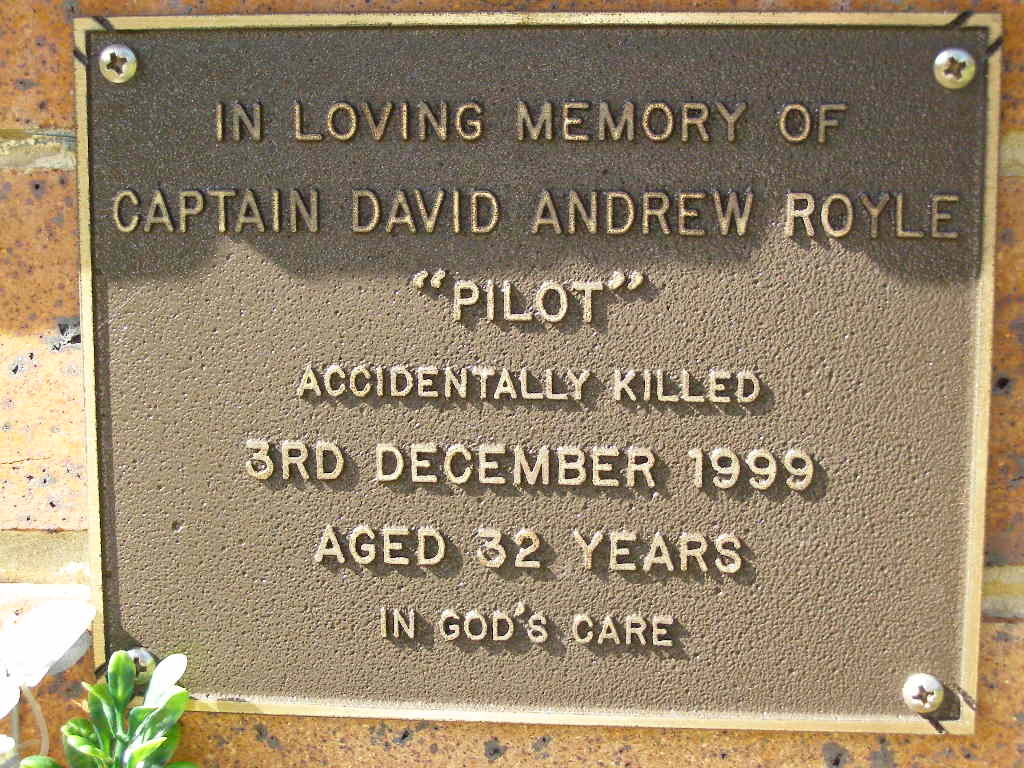 IN LOVING MEMORY OF
CAPTAIN DAVID ANDREW ROYLE
“PILOT”
ACCIDENTALLY KILLED
3RD DECEMBER 1999
AGED 32 YEARS
IN GOD'S CARE